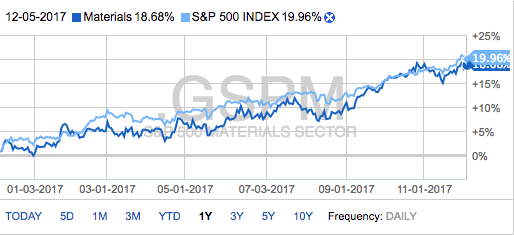 12-05-2017 Materials 18.68% S&P 500 INDEX 19.96%
+25%
19.96%
+15%
+10%
+5%
0%
.GSPM
S&P 500 MATERIALS SECTOR
01-03-2017 03-01-2017 05-01-2017 07-03-2017 09-01-2017 11-01-2017
TODAY 5D 1M 3M YTD 1Y 3Y 5Y 10Y Frequency: DAILY